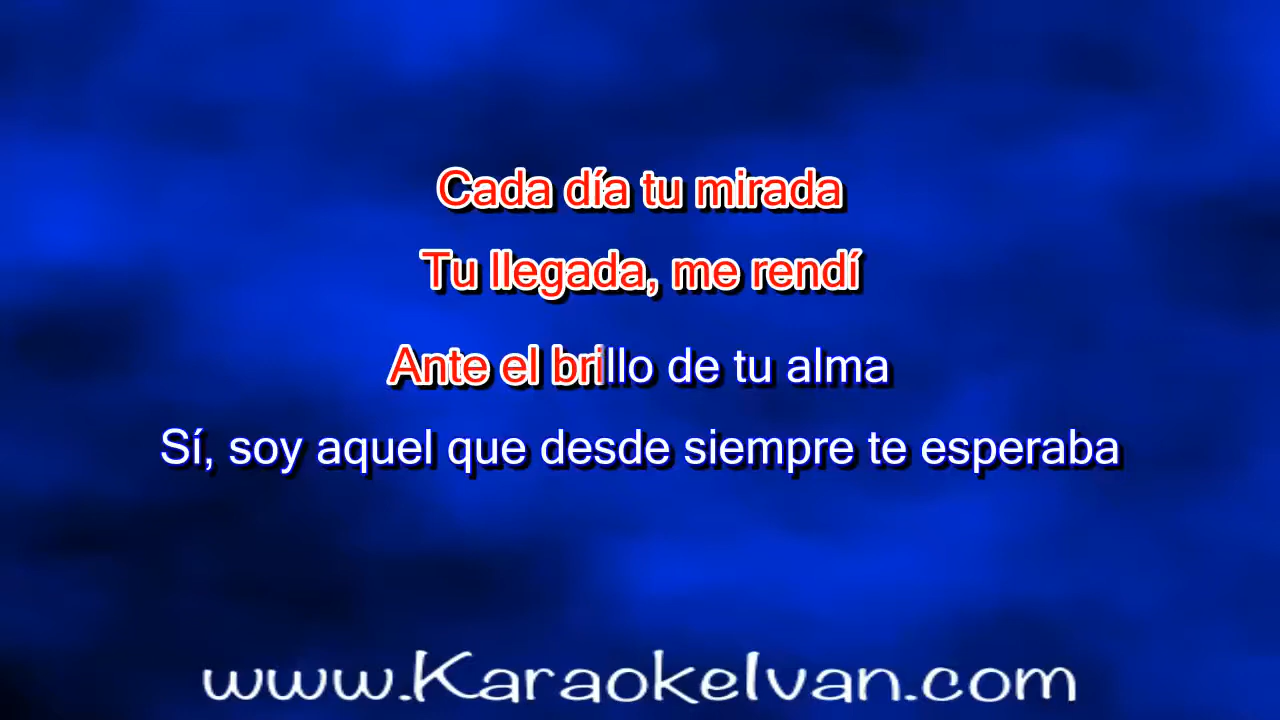 Cada día tu mirada
Tu llegada, me rendí
Ante el brillo de tu alma
Sí, soy aquel que desde siempre te esperaba
www.KaraokeIvan.com